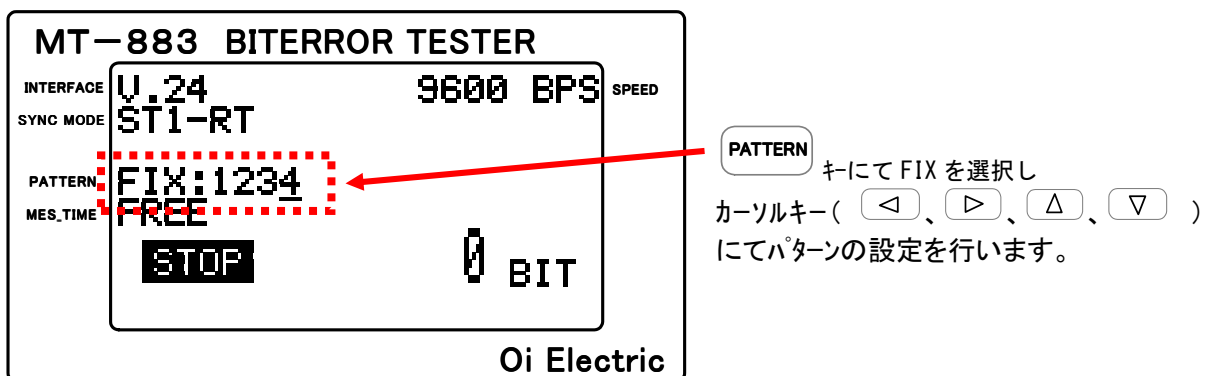 MT－883 BITERROR TESTER
INTERFACE V.24 9600 BPS SPEED
SYNC MODE ST1-RT
PATTERN FIX:1234
MES_TIME FREE
STOP 0 BIT
Oi Electric
PATTERN ｷｰにて FIX を選択し
ｶｰｿﾙｷｰ( ◁、▷、△、▽ )
にてﾊﾟﾀｰﾝの設定を行います。